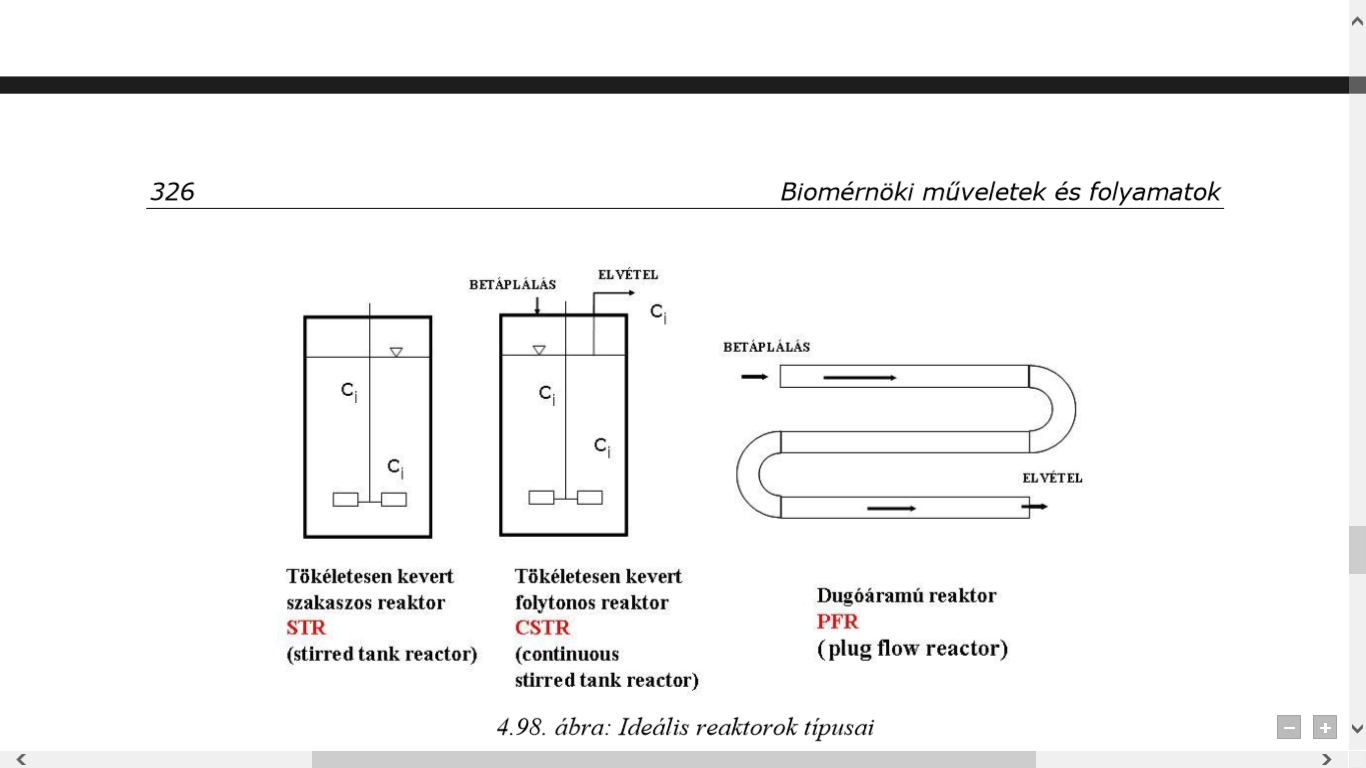 326
Biomérnöki műveletek és folyamatok
BETÁPLÁLÁS
ELVÉTEL
Ci
Ci
Ci
Ci
Ci
BETÁPLÁLÁS
ELVÉTEL
Tökéletesen kevert
szakaszos reaktor
STR
(stirred tank reactor)
Tökéletesen kevert
folytonos reaktor
CSTR
(continuous
stirred tank reactor)
Dugóáramú reaktor
PFR
( plug flow reactor)
4.98. ábra: Ideális reaktorok típusai